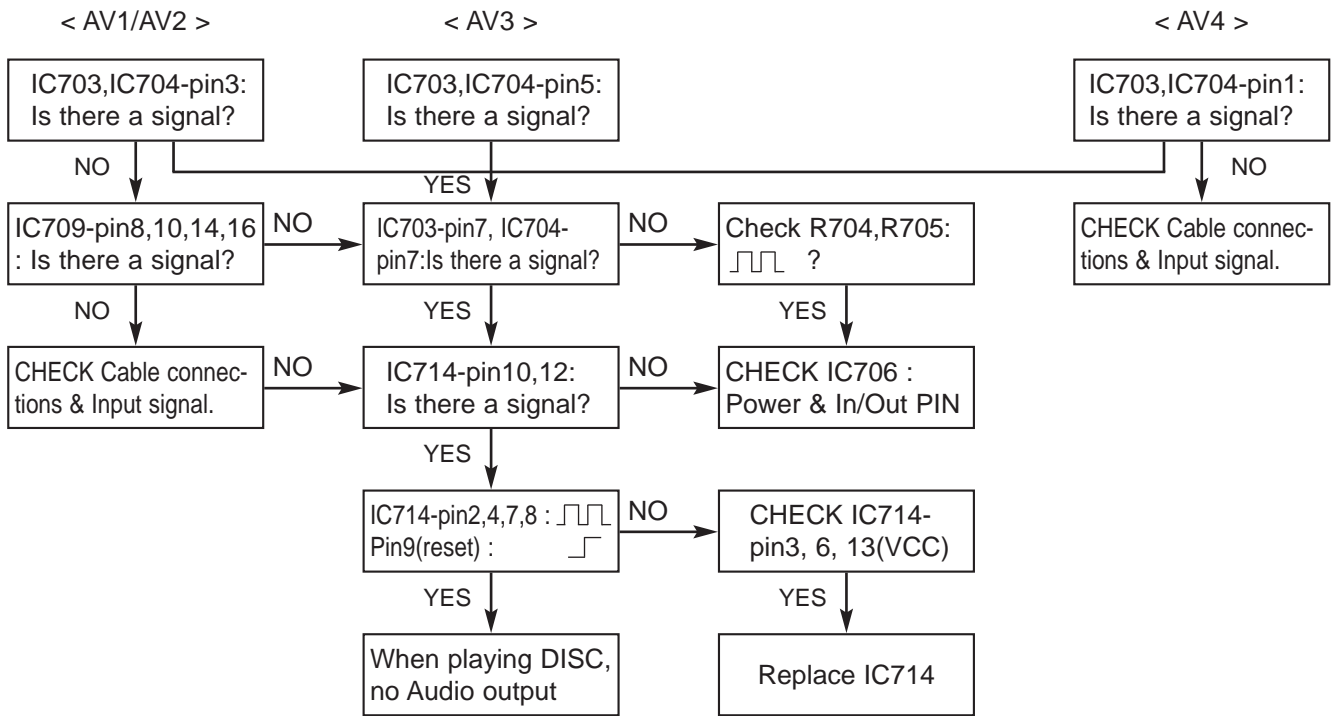 < AV1/AV2 >
< AV3 >
< AV4 >
IC703,IC704-pin3:
Is there a signal?
IC703,IC704-pin5:
Is there a signal?
IC703,IC704-pin1:
Is there a signal?
NO
YES
NO
IC709-pin8,10,14,16
: Is there a signal?
NO
IC703-pin7, IC704-
pin7:Is there a signal?
NO
Check R704,R705:
?
CHECK Cable connec-
tions & Input signal.
NO
YES
YES
CHECK Cable connec-
tions & Input signal.
NO
IC714-pin10,12:
Is there a signal?
NO
CHECK IC706 :
Power & In/Out PIN
YES
IC714-pin2,4,7,8 :
Pin9(reset) :
NO
CHECK IC714-
pin3, 6, 13(VCC)
YES
YES
When playing DISC,
no Audio output
Replace IC714